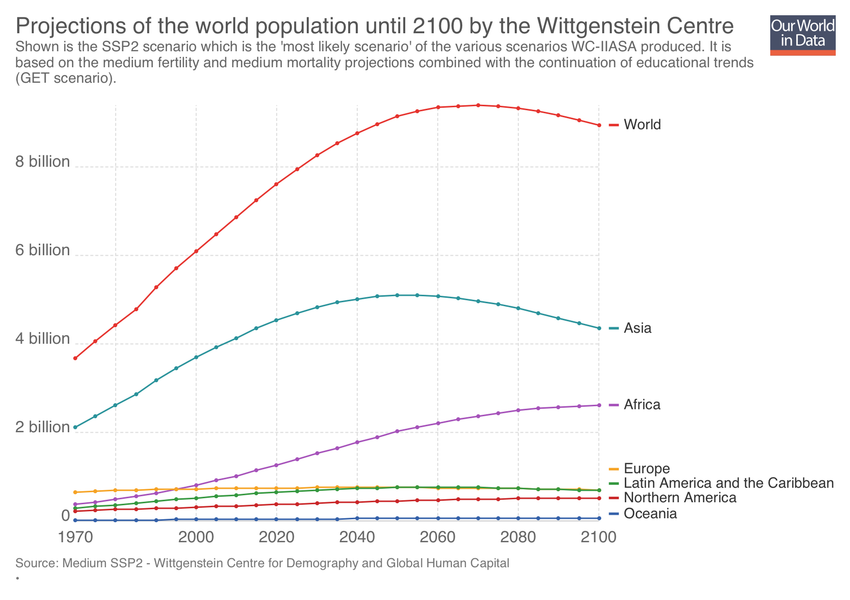 Projections of the world population until 2100 by the Wittgenstein Centre
Our World
in Data
Shown is the SSP2 scenario which is the 'most likely scenario' of the various scenarios WC-IIASA produced. It is
based on the medium fertility and medium mortality projections combined with the continuation of educational trends
(GET scenario).
World
8 billion
6 billion
Asia
4 billion
Africa
2 billion
Europe
Latin America and the Caribbean
Northern America
Oceania
0
1970 2000 2020 2040 2060 2080 2100
Source: Medium SSP2 - Wittgenstein Centre for Demography and Global Human Capital